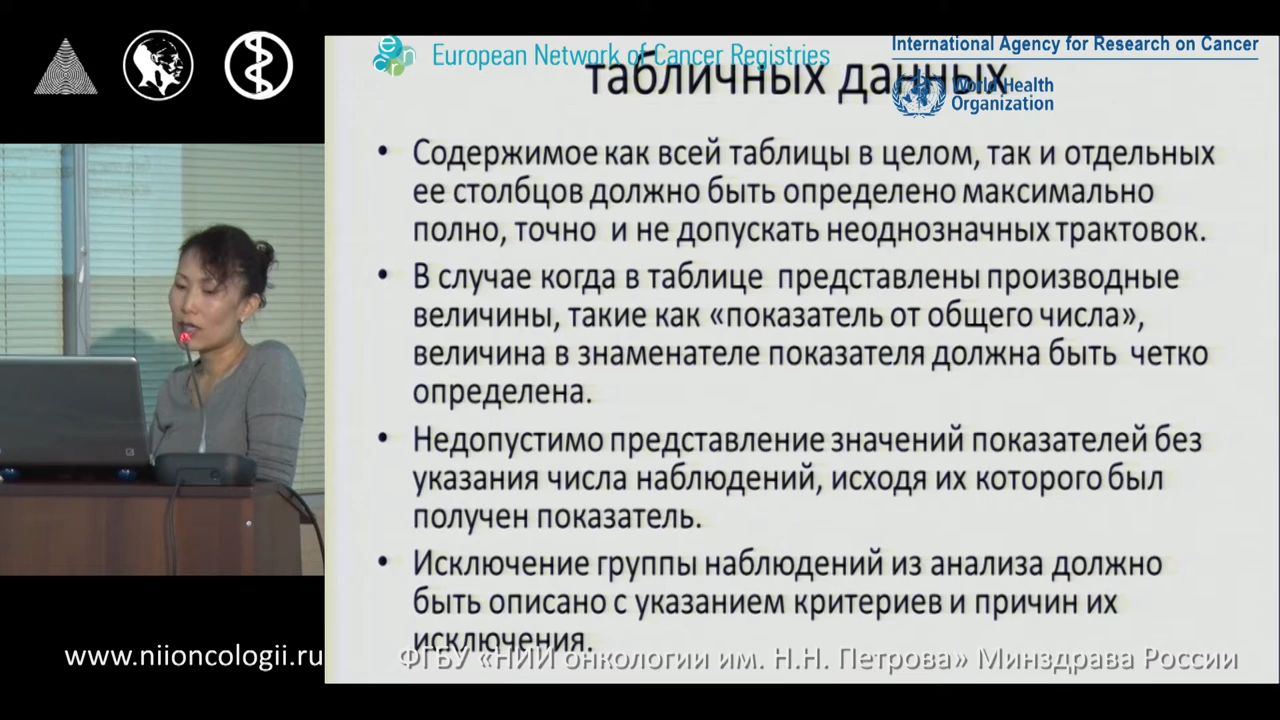 European Network of Cancer Registries
International Agency for Research on Cancer
табличных данных
World Health
Organization
• Содержимое как всей таблицы в целом, так и отдельных
ее столбцов должно быть определено максимально
полно, точно и не допускать неоднозначных трактовок.
• В случае когда в таблице представлены производные
величины, такие как «показатель от общего числа»,
величина в знаменателе показателя должна быть четко
определена.
• Недопустимо представление значений показателей без
указания числа наблюдений, исходя их которого был
получен показатель.
• Исключение группы наблюдений из анализа должно
быть описано с указанием критериев и причин их
исключения.
www.niioncologii.ru
ФГБУ «НИИ онкологии им. Н.Н. Петрова» Минздрава России